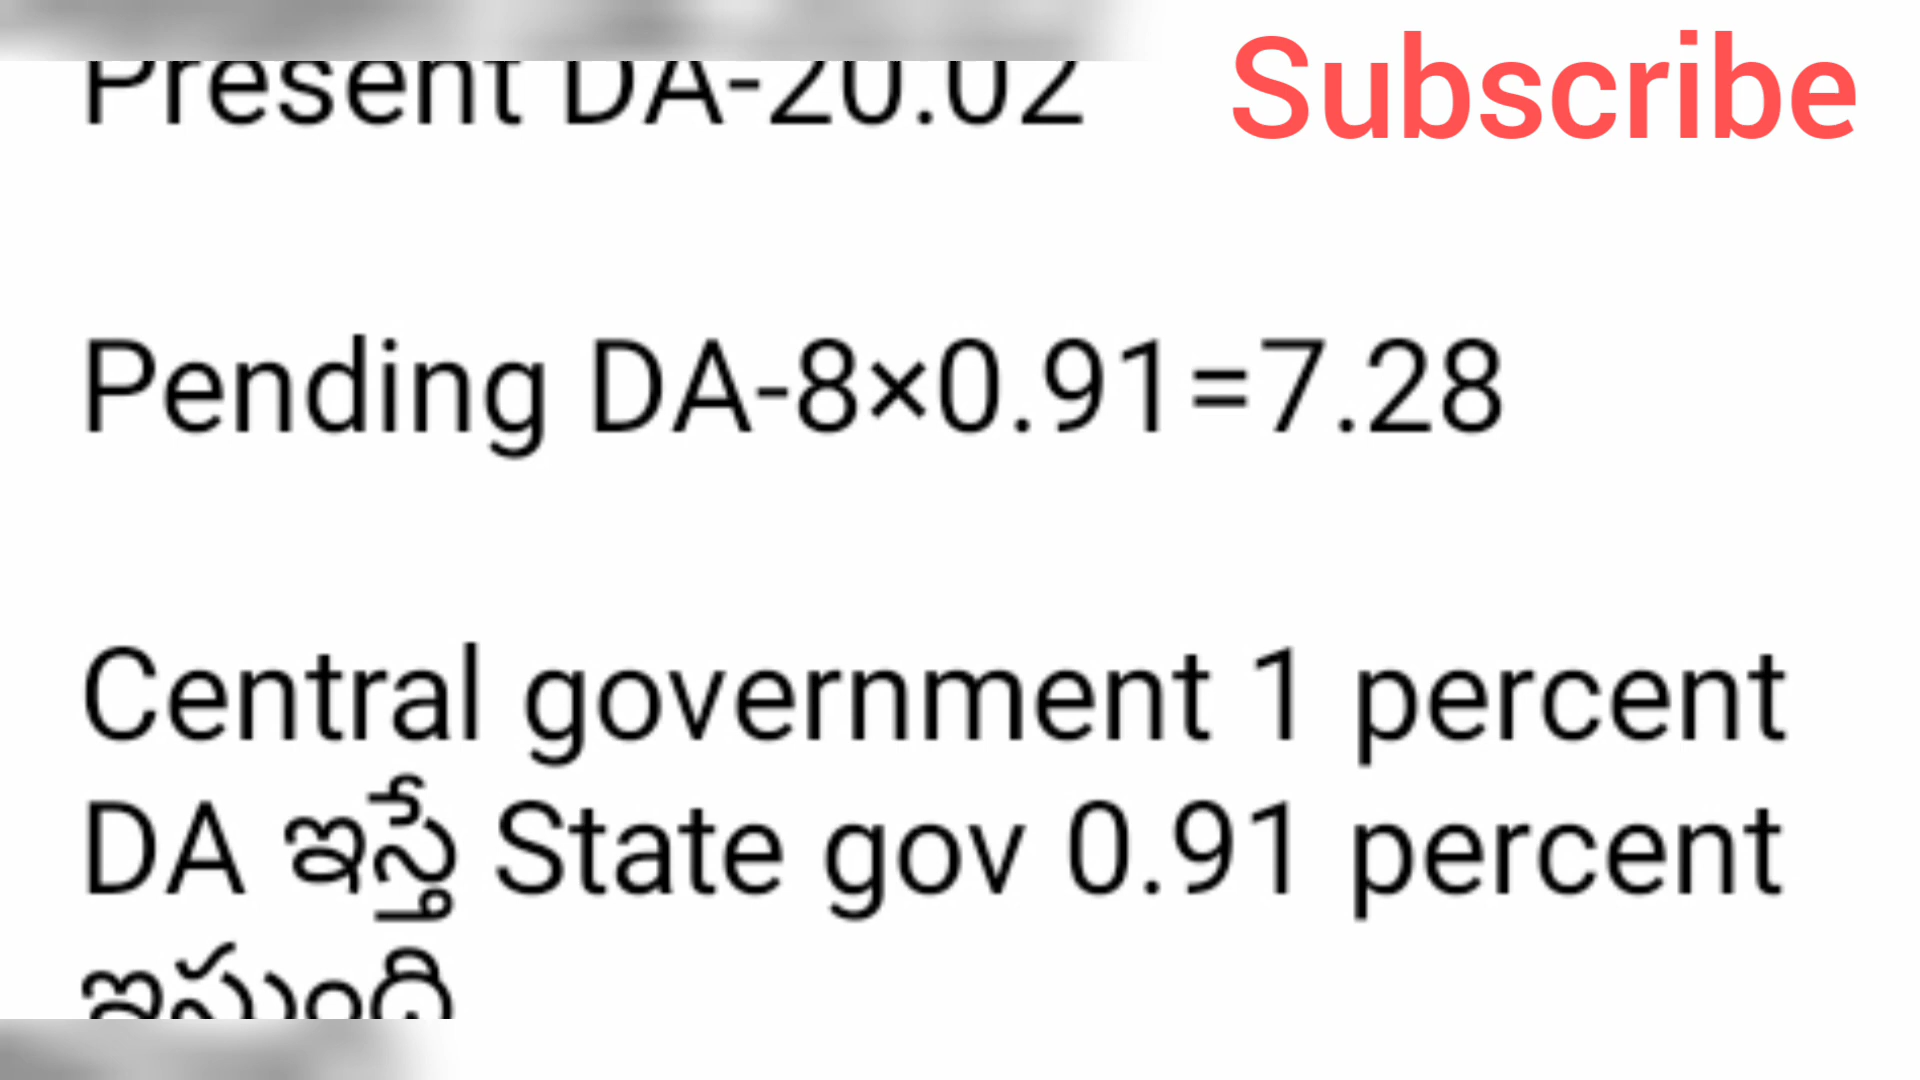 Present DA-20.02
Subscribe
Pending DA-8×0.91=7.28
Central government 1 percent
DA ఇస్తే State gov 0.91 percent
ఇస్తుంది